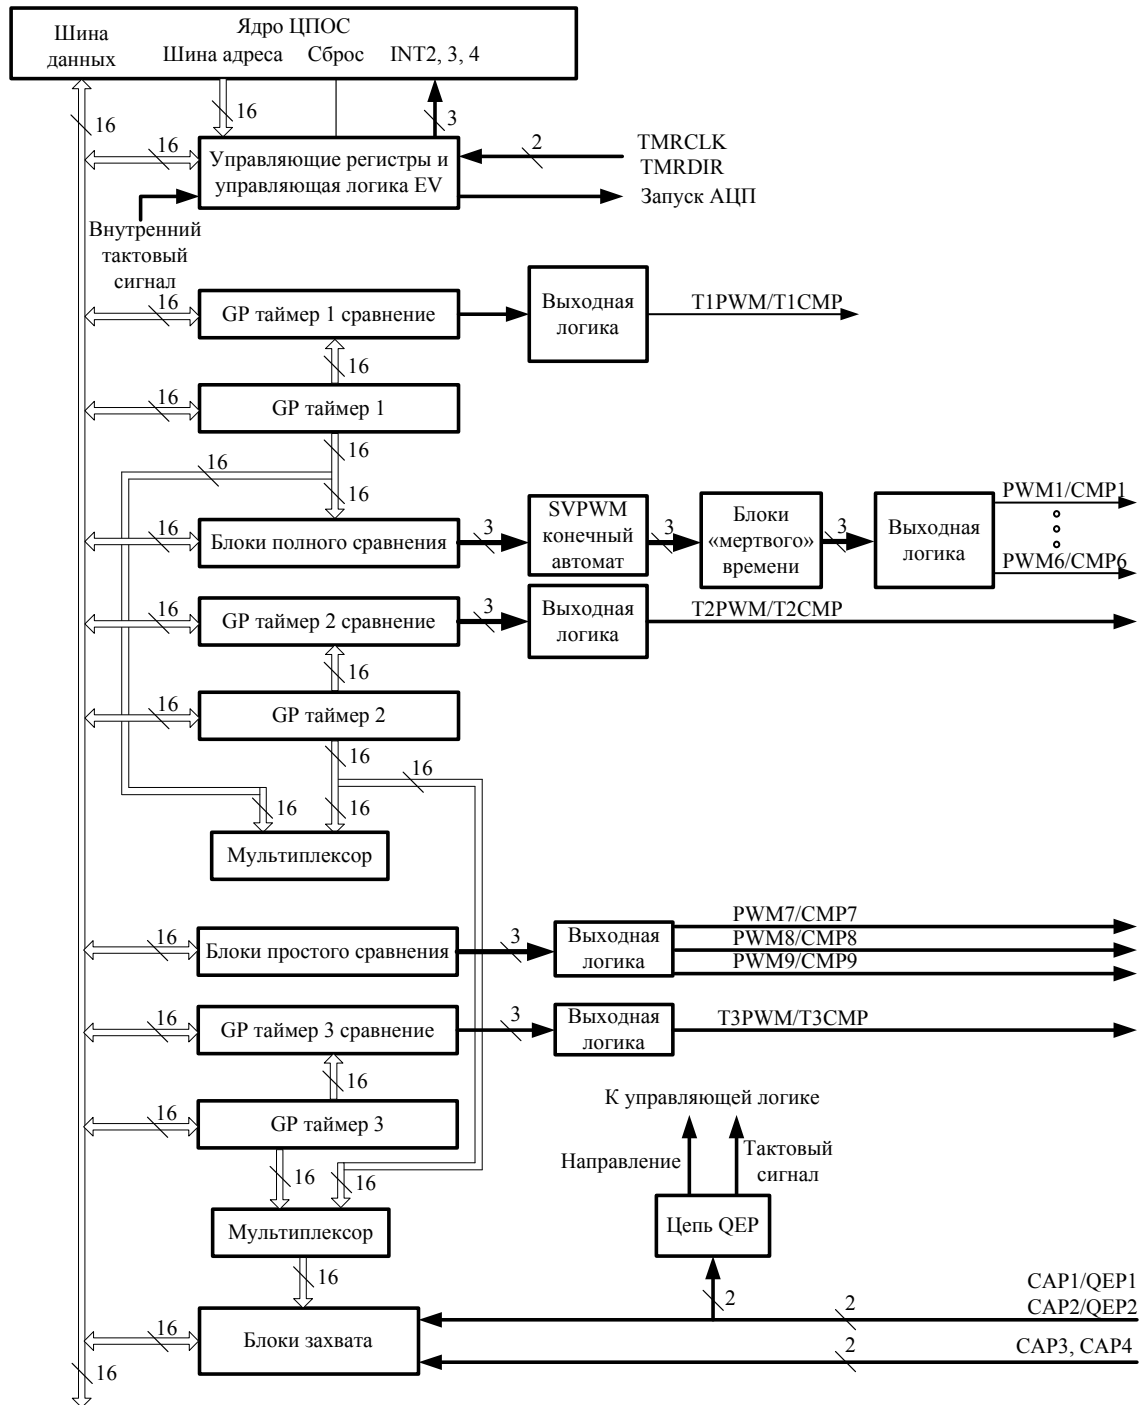 Ядро ЦПОС
Шина
данных
Шина адреса
Сброс
INT2, 3, 4
16
16
3
16
Управляющие регистры и
управляющая логика EV
2
TMRCLK
TMRDIR
Запуск АЦП
Внутренний
тактовый
сигнал
16
GP таймер 1 сравнение
Выходная
логика
T1PWM/T1CMP
16
16
GP таймер 1
16
16
16
16
Блоки полного сравнения
3
SVPWM
конечный
автомат
3
Блоки
«мертвого»
времени
3
Выходная
логика
PWM1/CMP1
PWM6/CMP6
16
GP таймер 2 сравнение
3
Выходная
логика
T2PWM/T2CMP
16
16
GP таймер 2
16
16
16
16
Мультиплексор
16
Блоки простого сравнения
3
Выходная
логика
PWM7/CMP7
PWM8/CMP8
PWM9/CMP9
16
GP таймер 3 сравнение
3
Выходная
логика
T3PWM/T3CMP
16
16
GP таймер 3
К управляющей логике
Направление
Тактовый
сигнал
16
16
Мультиплексор
Цепь QEP
16
2
CAP1/QEP1
CAP2/QEP2
2
16
Блоки захвата
2
CAP3, CAP4
16